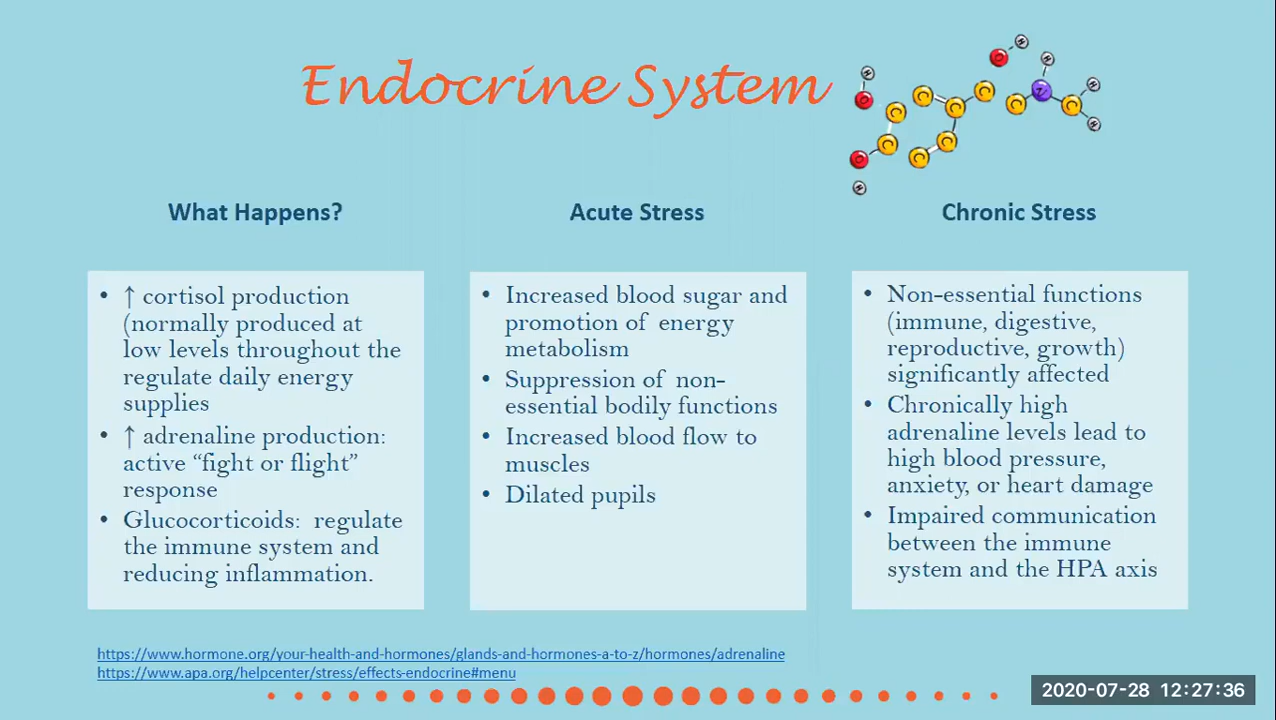 Endocrine System
What Happens?
• ↑ cortisol production
(normally produced at
low levels throughout the
regulate daily energy
supplies
• ↑ adrenaline production:
active “fight or flight”
response
• Glucocorticoids: regulate
the immune system and
reducing inflammation.
Acute Stress
• Increased blood sugar and
promotion of energy
metabolism
• Suppression of non-
essential bodily functions
• Increased blood flow to
muscles
• Dilated pupils
Chronic Stress
• Non-essential functions
(immune, digestive,
reproductive, growth)
significantly affected
• Chronically high
adrenaline levels lead to
high blood pressure,
anxiety, or heart damage
• Impaired communication
between the immune
system and the HPA axis
https://www.hormone.org/your-health-and-hormones/glands-and-hormones-a-to-z/hormones/adrenaline
https://www.apa.org/helpcenter/stress/effects-endocrine#menu
2020-07-28 12:27:36